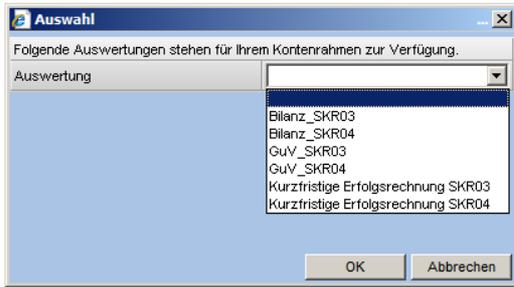 Auswahl
Folgende Auswertungen stehen für Ihrem Kontenrahmen zur Verfügung.
Auswertung
Bilanz_SKR03
Bilanz_SKR04
GuV_SKR03
GuV_SKR04
Kurzfristige Erfolgsrechnung SKR03
Kurzfristige Erfolgsrechnung SKR04
OK Abbrechen